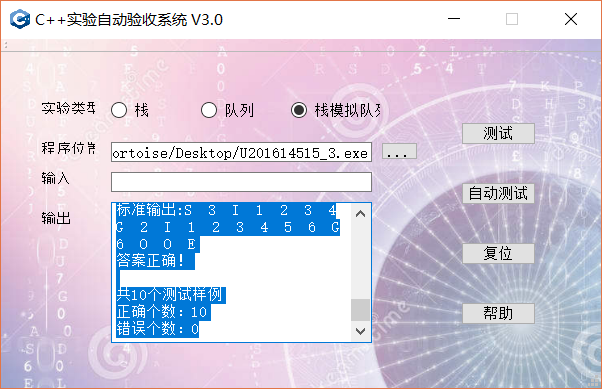 C++实验自动验收系统 V3.0
实验类型
栈
队列
栈模拟队列
程序位置
ortoise/Desktop/U201614515_3.exe
...
测试
输入
自动测试
输出
标准输出:S 3 I 1 2 3 4
G 2 I 1 2 3 4 5 6 G
6 O 0 E
答案正确!
共10个测试样例
正确个数: 10
错误个数: 0
复位
帮助